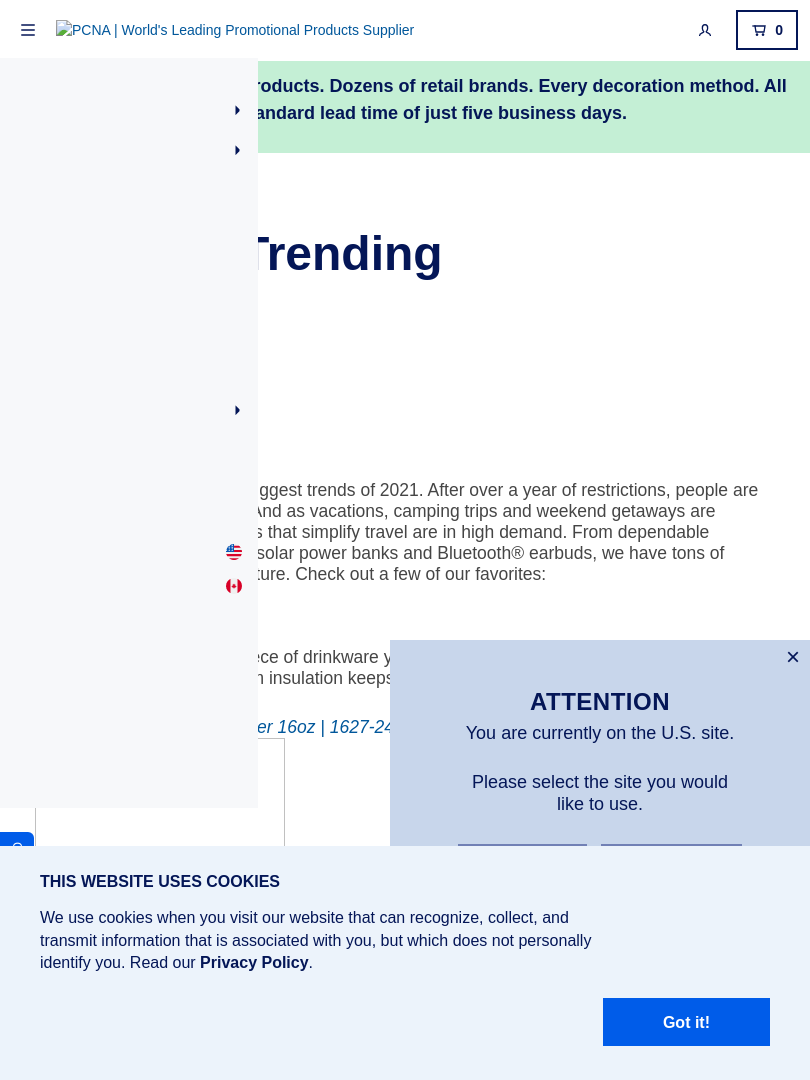 PCNA | World's Leading Promotional Products Supplier
0
roducts. Dozens of retail brands. Every decoration method. All
andard lead time of just five business days.
Trending
ggest trends of 2021. After over a year of restrictions, people are
And as vacations, camping trips and weekend getaways are
s that simplify travel are in high demand. From dependable
solar power banks and Bluetooth® earbuds, we have tons of
ture. Check out a few of our favorites:
ece of drinkware y
n insulation keeps
er 16oz | 1627-24
ATTENTION
You are currently on the U.S. site.
Please select the site you would
like to use.
THIS WEBSITE USES COOKIES
We use cookies when you visit our website that can recognize, collect, and
transmit information that is associated with you, but which does not personally
identify you. Read our Privacy Policy.
Got it!